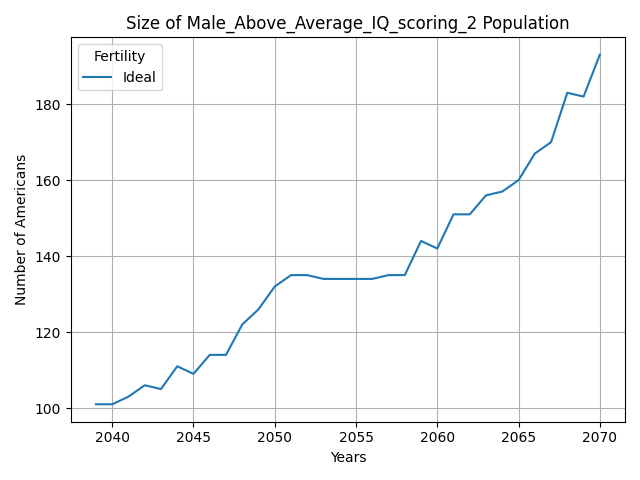 Size of Male_Above_Average_IQ_scoring_2 Population
Fertility
Ideal
Number of Americans
180
160
140
120
100
2040 2045 2050 2055 2060 2065 2070
Years